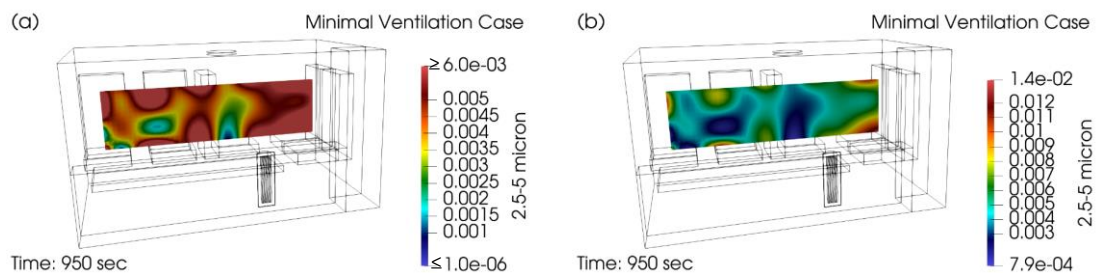 (a)
Minimal Ventilation Case
≥ 6.0e-03
0.005
0.0045
0.004
0.0035
0.003
0.0025
0.002
0.0015
0.001
≤ 1.0e-06
2.5-5 micron
Time: 950 sec
(b)
Minimal Ventilation Case
1.4e-02
0.012
0.011
0.01
0.009
0.008
0.007
0.006
0.005
0.004
0.003
7.9e-04
2.5-5 micron
Time: 950 sec